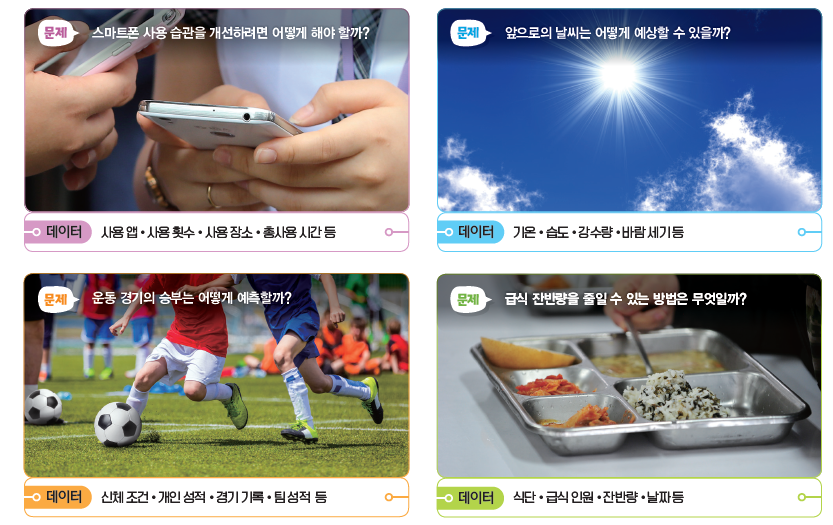 문제 스마트폰 사용 습관을 개선하려면 어떻게 해야 할까?
문제 앞으로의 날씨는 어떻게 예상할 수 있을까?
데이터 사용 앱 • 사용 횟수 • 사용 장소 • 총사용 시간 등
데이터 기온 • 습도 • 강수량 • 바람 세기 등
문제 운동 경기의 승부는 어떻게 예측할까?
문제 급식 잔반량을 줄일 수 있는 방법은 무엇일까?
데이터 신체 조건 • 개인 성적 • 경기 기록 • 팀 성적 등
데이터 식단 • 급식 인원 • 잔반량 • 날짜 등